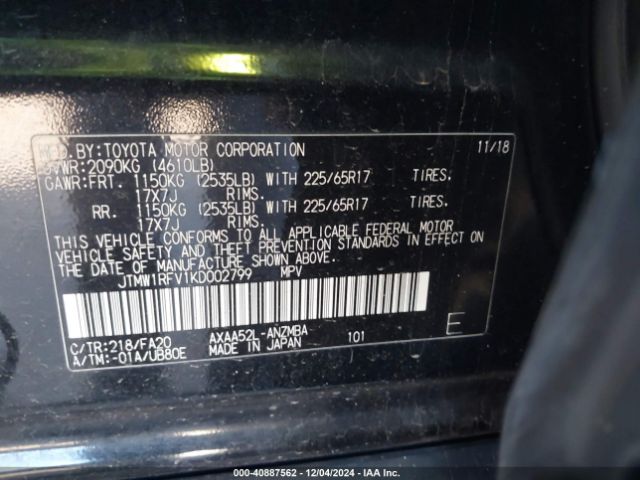 MFD.BY:TOYOTA MOTOR CORPORATION 11/18
GVWR:2090KG (4610LB)
GAWR:FRT. 1150KG (2535LB) WITH 225/65R17 TIRES.
17X7J RIMS.
RR. 1150KG (2535LB) WITH 225/65R17 TIRES.
17X7J RIMS.
THIS VEHICLE CONFORMS TO ALL APPLICABLE FEDERAL MOTOR
VEHICLE SAFETY AND THEFT PREVENTION STANDARDS IN EFFECT ON
THE DATE OF MANUFACTURE SHOWN ABOVE.
JTMW1RFV1KD002799 MPV
C/TR:218/FA20 AXAA52L-ANZMBA 101 E
A/TM:-01A/UB80E MADE IN JAPAN
000-40887562 - 12/04/2024 - IAA Inc.